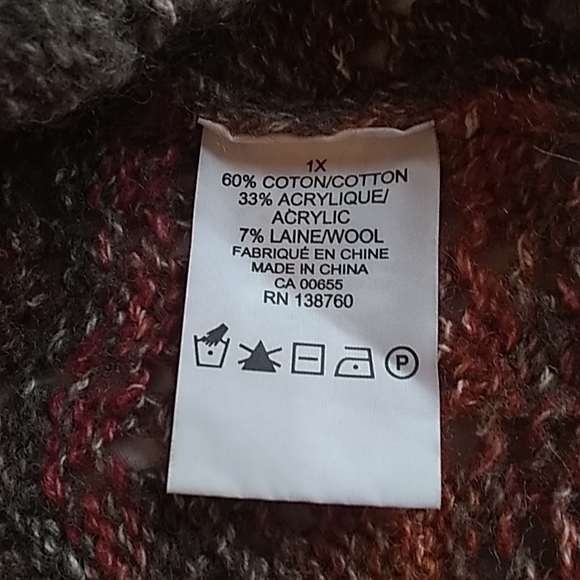 1X
60% COTON/COTTON
33% ACRYLIQUE/
ACRYLIC
7% LAINE/WOOL
FABRIQUÉ EN CHINE
MADE IN CHINA
CA 00655
RN 138760
P